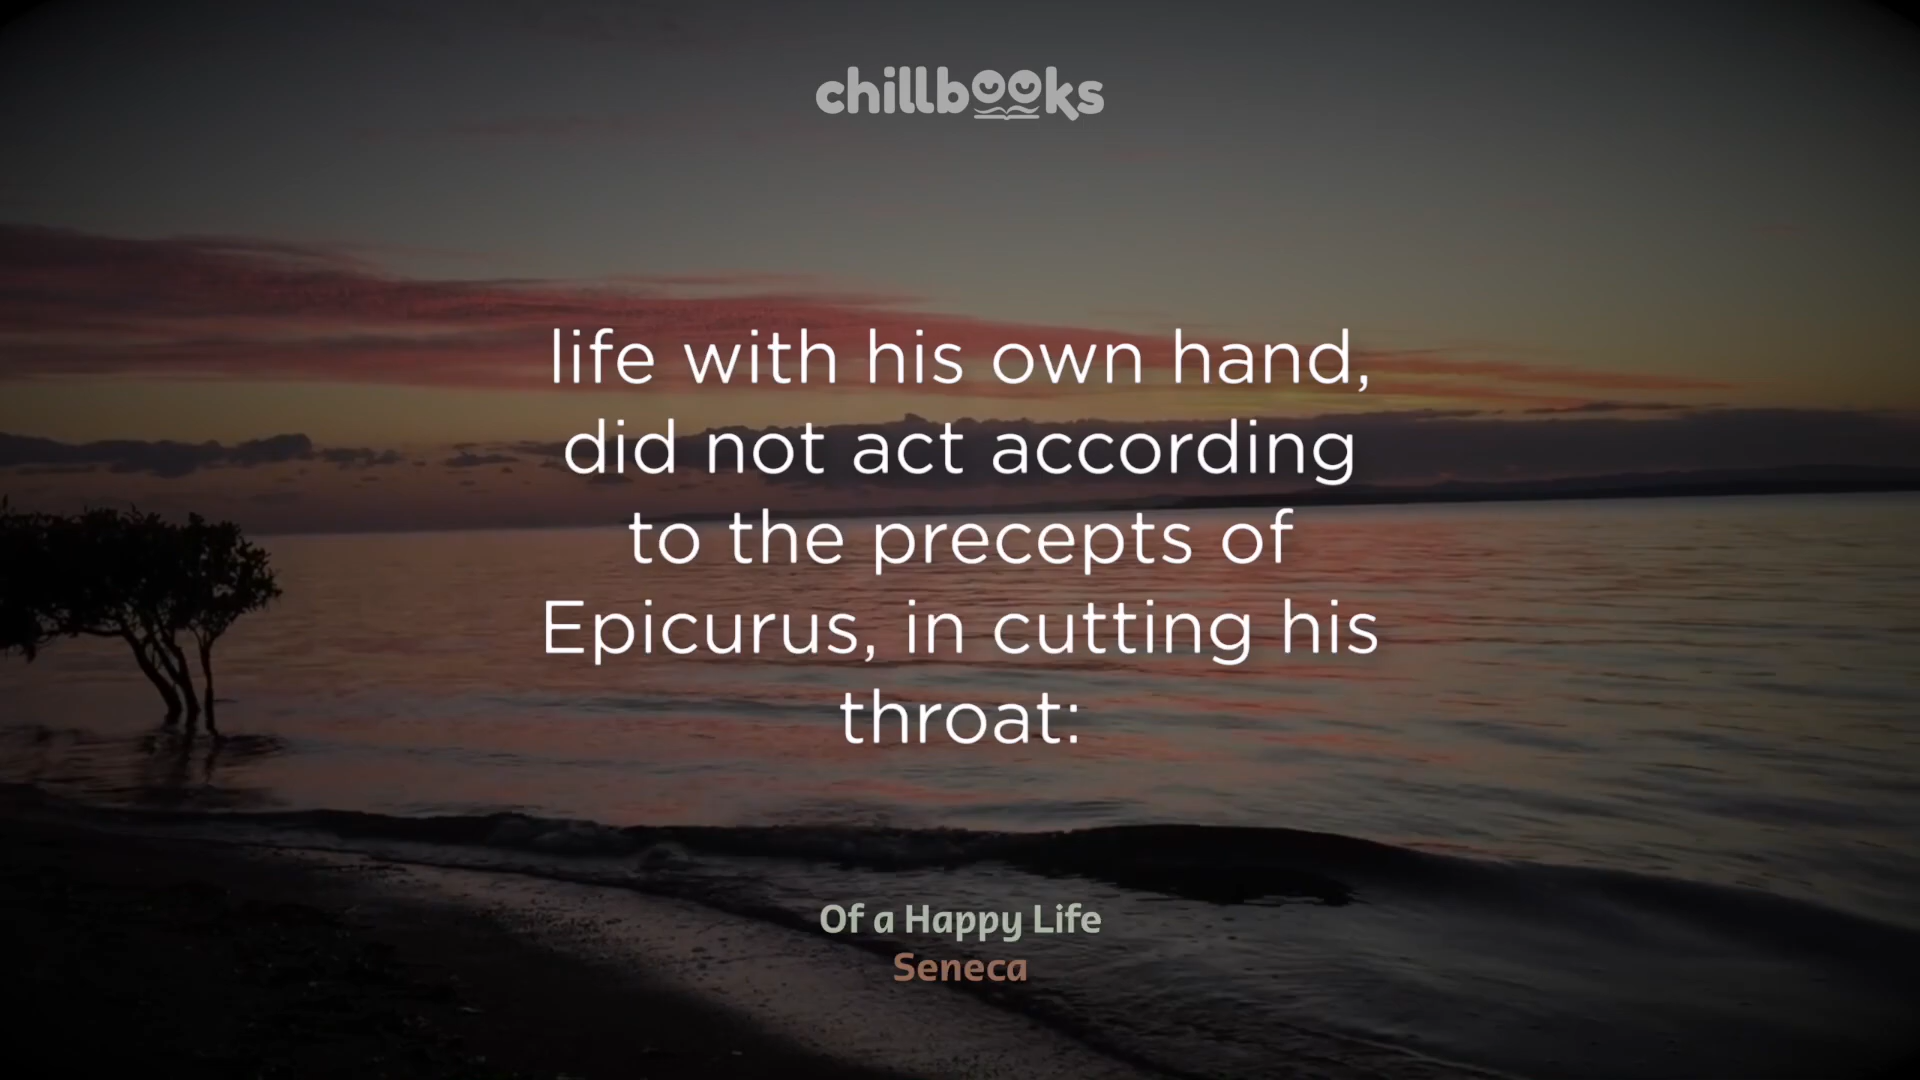 chillbooks
life with his own hand,
did not act according
to the precepts of
Epicurus, in cutting his
throat:
Of a Happy Life
Seneca